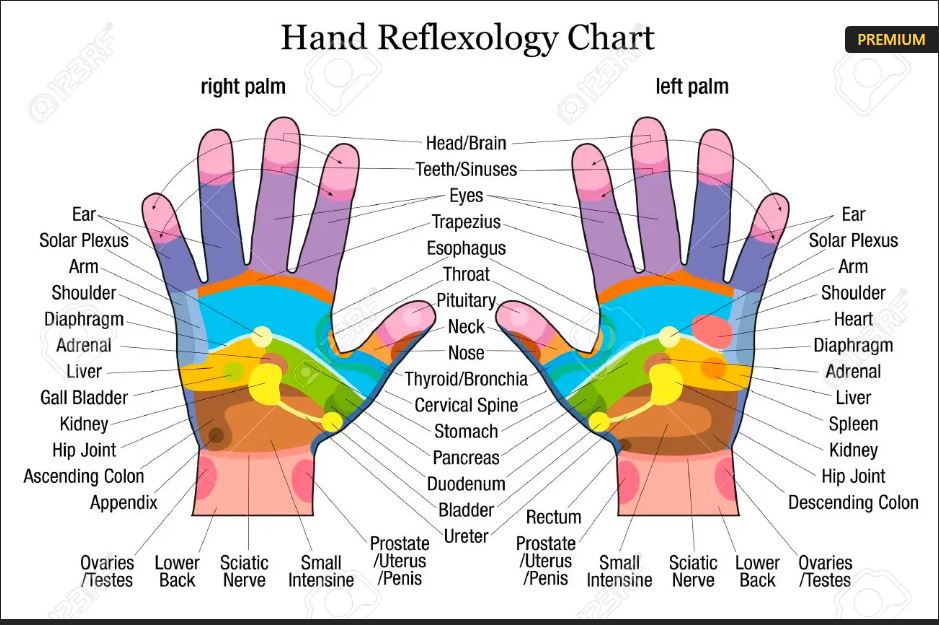 Hand Reflexology Chart
PREMIUM
right palm
left palm
Head/Brain
Teeth/Sinuses
Eyes
Trapezius
Esophagus
Throat
Pituitary
Neck
Nose
Thyroid/Bronchia
Cervical Spine
Stomach
Pancreas
Duodenum
Bladder
Ureter
Ear
Solar Plexus
Arm
Shoulder
Diaphragm
Adrenal
Liver
Gall Bladder
Kidney
Hip Joint
Ascending Colon
Appendix
Ovaries
/Testes
Lower
Back
Sciatic
Nerve
Small
Intensine
Prostate
/Uterus
/Penis
Ear
Solar Plexus
Arm
Shoulder
Heart
Diaphragm
Adrenal
Liver
Spleen
Kidney
Hip Joint
Descending Colon
Rectum
Prostate
/Uterus
/Penis
Small
Intensine
Sciatic
Nerve
Lower
Back
Ovaries
/Testes
123RF
123RF
123RF
123RF